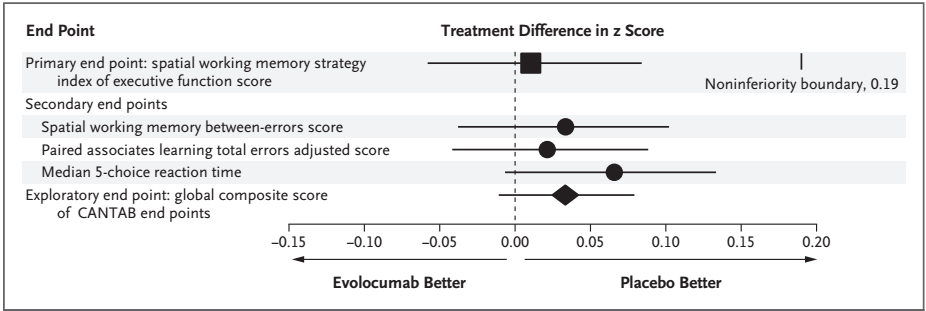 End Point Treatment Difference in z Score
Primary end point: spatial working memory strategy
index of executive function score
Noninferiority boundary, 0.19
Secondary end points
Spatial working memory between-errors score
Paired associates learning total errors adjusted score
Median 5-choice reaction time
Exploratory end point: global composite score
of CANTAB end points
−0.15 −0.10 −0.05 0.00 0.05 0.10 0.15 0.20
Evolocumab Better Placebo Better